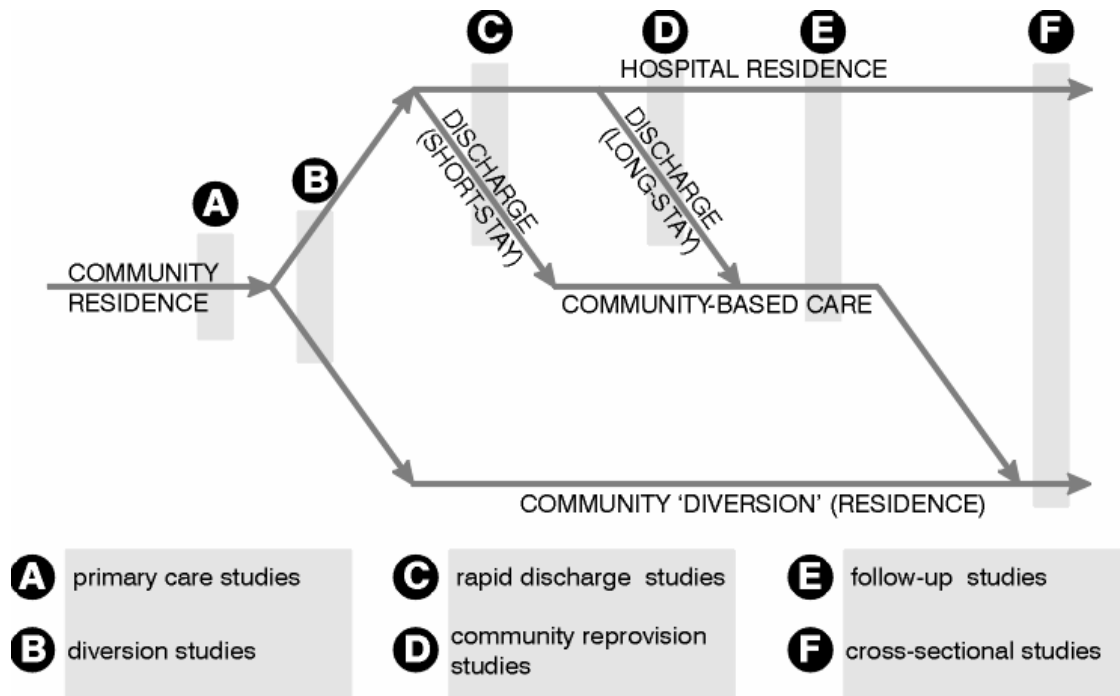 C
D
E
F
HOSPITAL RESIDENCE
DISCHARGE
(SHORT-STAY)
DISCHARGE
(LONG-STAY)
B
A
COMMUNITY
RESIDENCE
COMMUNITY-BASED CARE
COMMUNITY ‘DIVERSION’ (RESIDENCE)
A primary care studies
B diversion studies
C rapid discharge studies
D community reprovision
studies
E follow-up studies
F cross-sectional studies